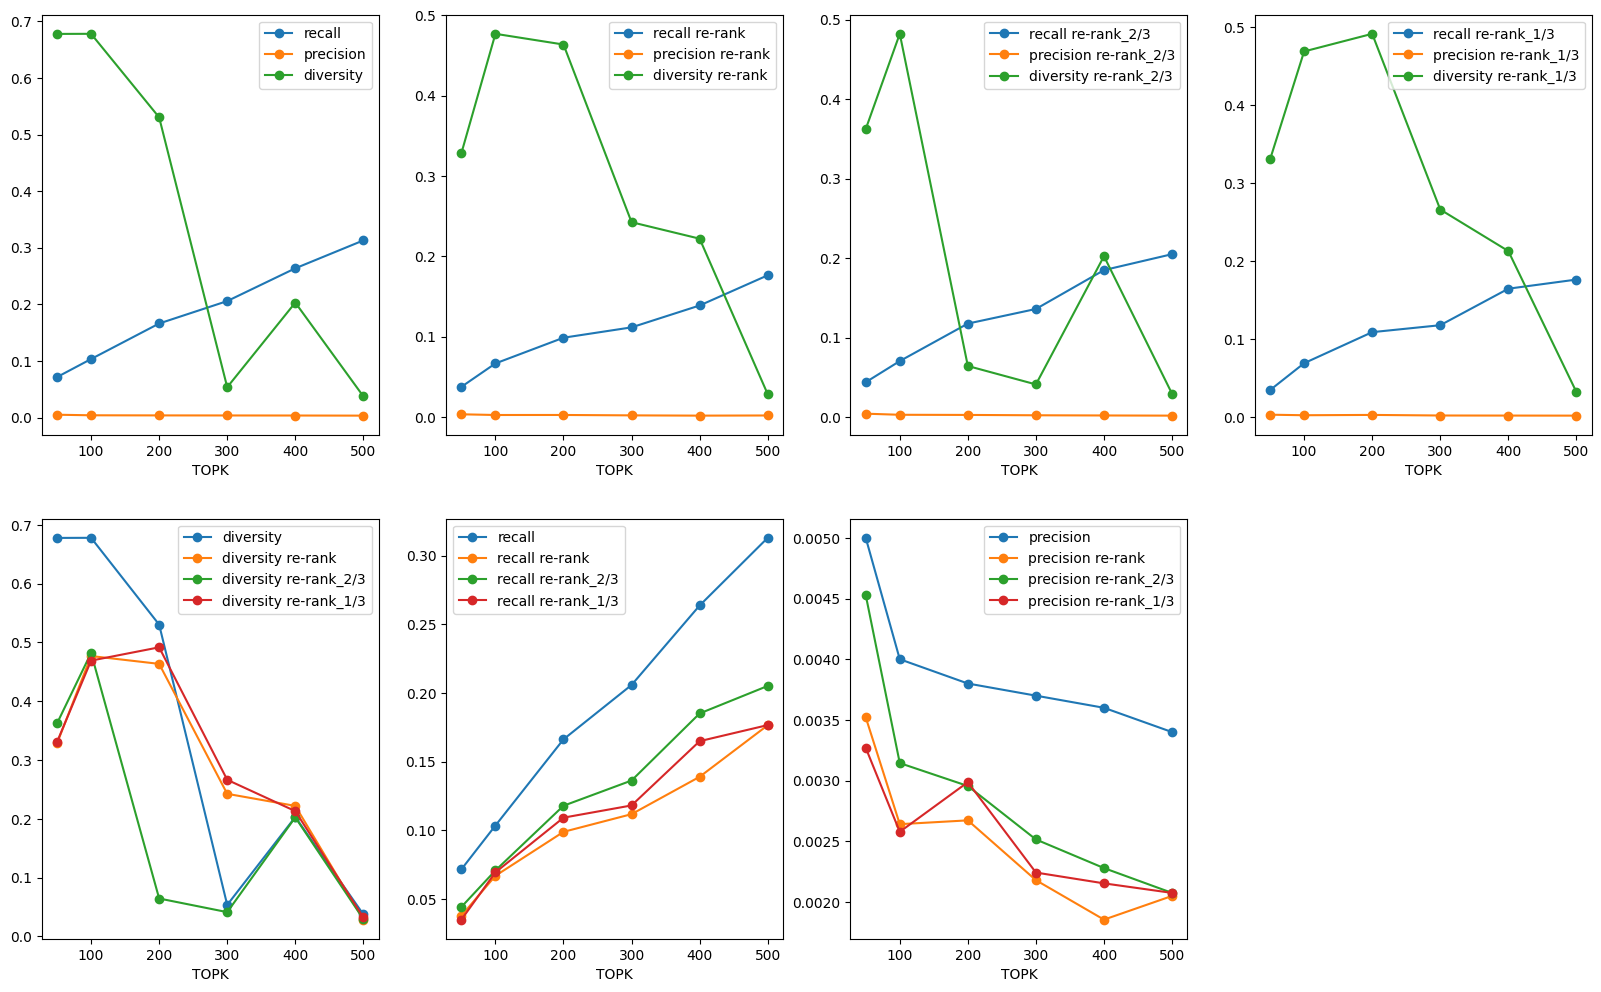 0.7
0.6
0.5
0.4
0.3
0.2
0.1
0.0
100 200 300 400 500
TOPK
recall
precision
diversity
0.5
0.4
0.3
0.2
0.1
0.0
100 200 300 400 500
TOPK
recall re-rank
precision re-rank
diversity re-rank
0.5
0.4
0.3
0.2
0.1
0.0
100 200 300 400 500
TOPK
recall re-rank_2/3
precision re-rank_2/3
diversity re-rank_2/3
0.5
0.4
0.3
0.2
0.1
0.0
100 200 300 400 500
TOPK
recall re-rank_1/3
precision re-rank_1/3
diversity re-rank_1/3
0.7
0.6
0.5
0.4
0.3
0.2
0.1
0.0
100 200 300 400 500
TOPK
diversity
diversity re-rank
diversity re-rank_2/3
diversity re-rank_1/3
0.30
0.25
0.20
0.15
0.10
0.05
100 200 300 400 500
TOPK
recall
recall re-rank
recall re-rank_2/3
recall re-rank_1/3
0.0050
0.0045
0.0040
0.0035
0.0030
0.0025
0.0020
100 200 300 400 500
TOPK
precision
precision re-rank
precision re-rank_2/3
precision re-rank_1/3